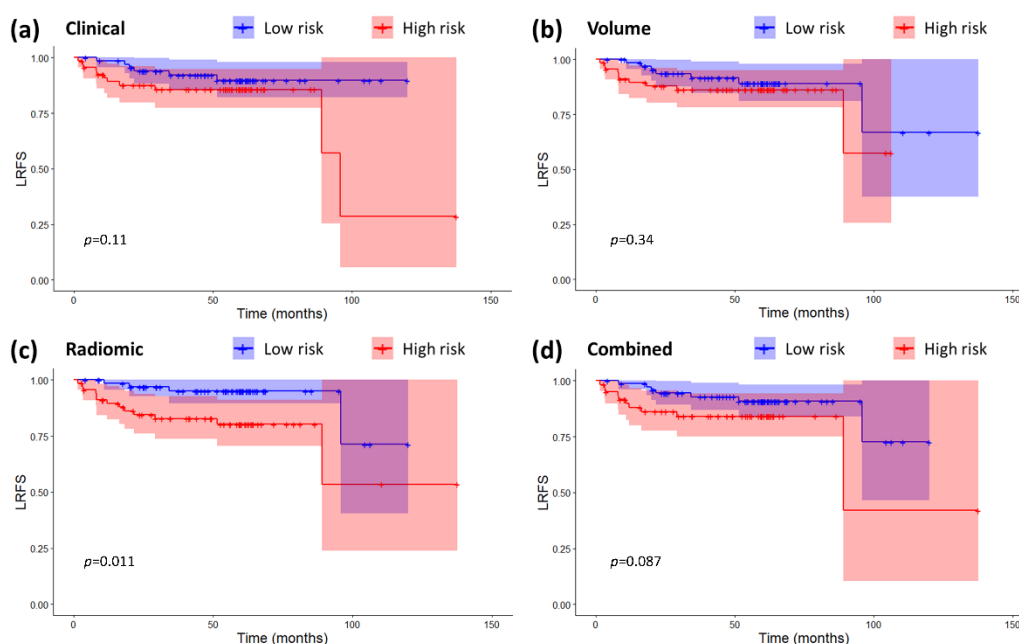 (a) Clinical Low risk High risk
1.00
0.75
0.50
0.25
0.00
LRFS
p=0.11
0 50 100 150
Time (months)
(b) Volume Low risk High risk
1.00
0.75
0.50
0.25
0.00
LRFS
p=0.34
0 50 100 150
Time (months)
(c) Radiomic Low risk High risk
1.00
0.75
0.50
0.25
0.00
LRFS
p=0.011
0 50 100 150
Time (months)
(d) Combined Low risk High risk
1.00
0.75
0.50
0.25
0.00
LRFS
p=0.087
0 50 100 150
Time (months)